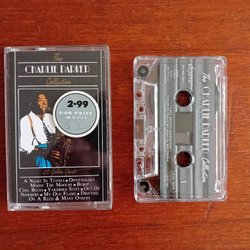 The
CHARLIE PARKER
Collection
2-99
OUR PRICE
MUSIC
20 Golden Greats
A NIGHT IN TUNISIA • ORNITHOLOGY
MOOSE THE MOOCHE • BEBOP
COOL BLUES • YARDBIRD SUITE • OUT OF
NOWHERE • MY OLD FLAME • DRIFTING
ON A REED & MANY OTHERS
The CHARLIE PARKER Collection